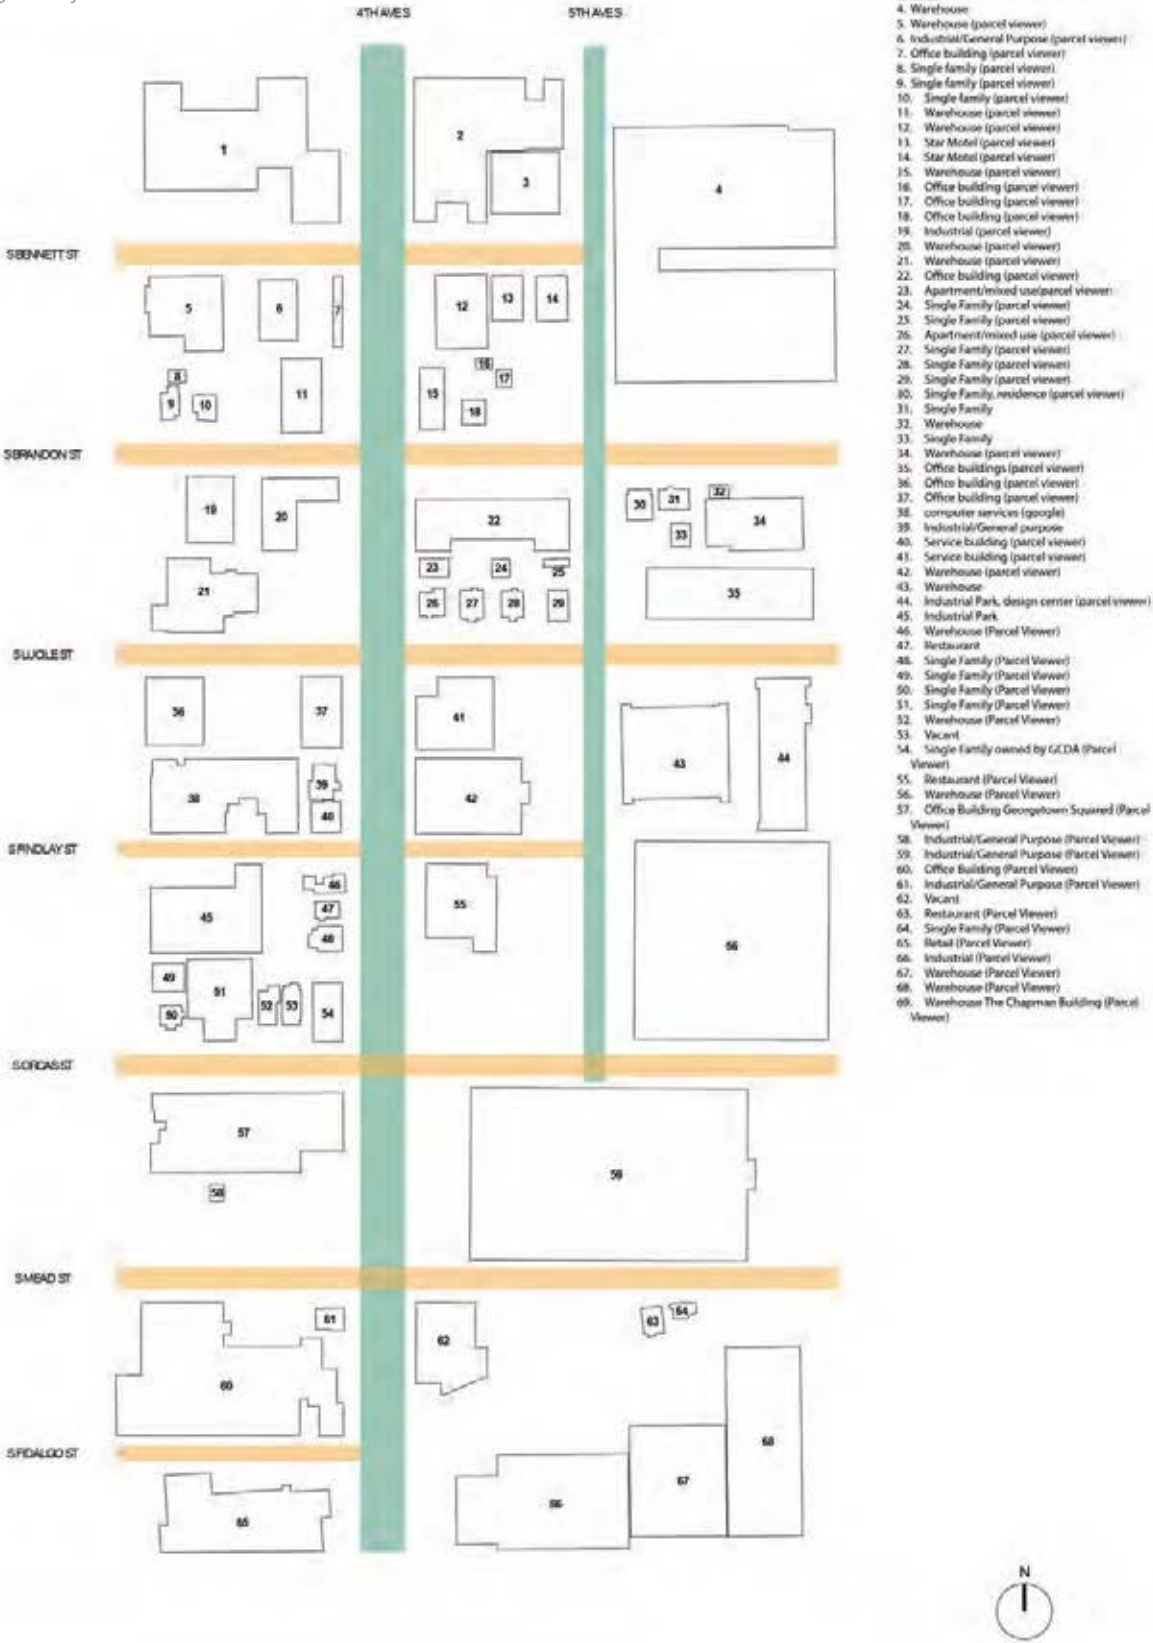 4TH AVE S
5TH AVE S
1
2
3
4
S BENNETT ST
5
6
7
8
9
10
11
12
13
14
15
16
17
18
S BRANDON ST
19
20
21
22
23
24
25
26
27
28
29
30
31
32
33
34
35
S LUCILE ST
36
37
38
39
40
41
42
43
44
S FINDLAY ST
45
46
47
48
49
50
51
52
53
54
55
56
S ORCAS ST
57
58
59
S MEAD ST
60
61
62
63
64
S FIDALGO ST
65
66
67
68
4. Warehouse
5. Warehouse (parcel viewer)
6. Industrial/General Purpose (parcel viewer)
7. Office building (parcel viewer)
8. Single family (parcel viewer)
9. Single family (parcel viewer)
10. Single family (parcel viewer)
11. Warehouse (parcel viewer)
12. Warehouse (parcel viewer)
13. Star Motel (parcel viewer)
14. Star Motel (parcel viewer)
15. Warehouse (parcel viewer)
16. Office building (parcel viewer)
17. Office building (parcel viewer)
18. Office building (parcel viewer)
19. Industrial (parcel viewer)
20. Warehouse (parcel viewer)
21. Warehouse (parcel viewer)
22. Office building (parcel viewer)
23. Apartment/mixed use(parcel viewer)
24. Single Family (parcel viewer)
25. Single Family (parcel viewer)
26. Apartment/mixed use (parcel viewer)
27. Single Family (parcel viewer)
28. Single Family (parcel viewer)
29. Single Family (parcel viewer)
30. Single Family, residence (parcel viewer)
31. Single Family
32. Warehouse
33. Single Family
34. Warehouse (parcel viewer)
35. Office buildings (parcel viewer)
36. Office building (parcel viewer)
37. Office building (parcel viewer)
38. computer services (google)
39. Industrial/General purpose
40. Service building (parcel viewer)
41. Service building (parcel viewer)
42. Warehouse (parcel viewer)
43. Warehouse
44. Industrial Park, design center (parcel viewer)
45. Industrial Park
46. Warehouse (Parcel Viewer)
47. Restaurant
48. Single Family (Parcel Viewer)
49. Single Family (Parcel Viewer)
50. Single Family (Parcel Viewer)
51. Single Family (Parcel Viewer)
52. Warehouse (Parcel Viewer)
53. Vacant
54. Single Family owned by GCDA (Parcel
Viewer)
55. Restaurant (Parcel Viewer)
56. Warehouse (Parcel Viewer)
57. Office Building Georgetown Squared (Parcel
Viewer)
58. Industrial/General Purpose (Parcel Viewer)
59. Industrial/General Purpose (Parcel Viewer)
60. Office Building (Parcel Viewer)
61. Industrial/General Purpose (Parcel Viewer)
62. Vacant
63. Restaurant (Parcel Viewer)
64. Single Family (Parcel Viewer)
65. Retail (Parcel Viewer)
66. Industrial (Parcel Viewer)
67. Warehouse (Parcel Viewer)
68. Warehouse (Parcel Viewer)
69. Warehouse The Chapman Building (Parcel
Viewer)
N